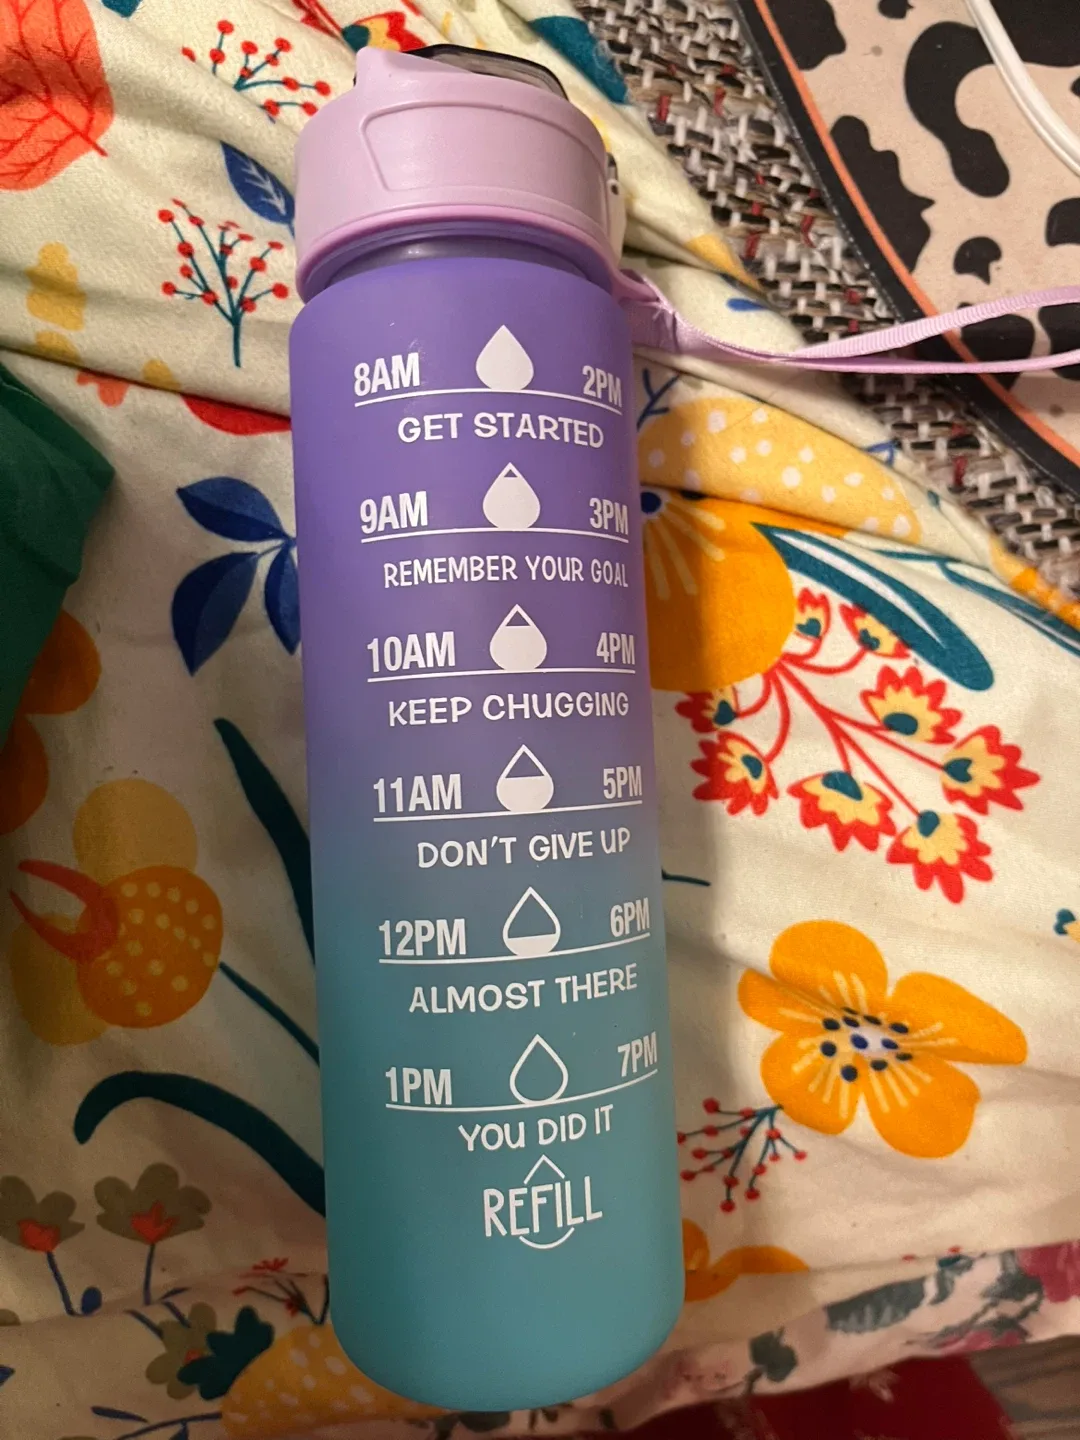 8AM 2PM
GET STARTED
9AM 3PM
REMEMBER YOUR GOAL
10AM 4PM
KEEP CHUGGING
11AM 5PM
DON'T GIVE UP
12PM 6PM
ALMOST THERE
1PM 7PM
YOU DID IT
REFILL